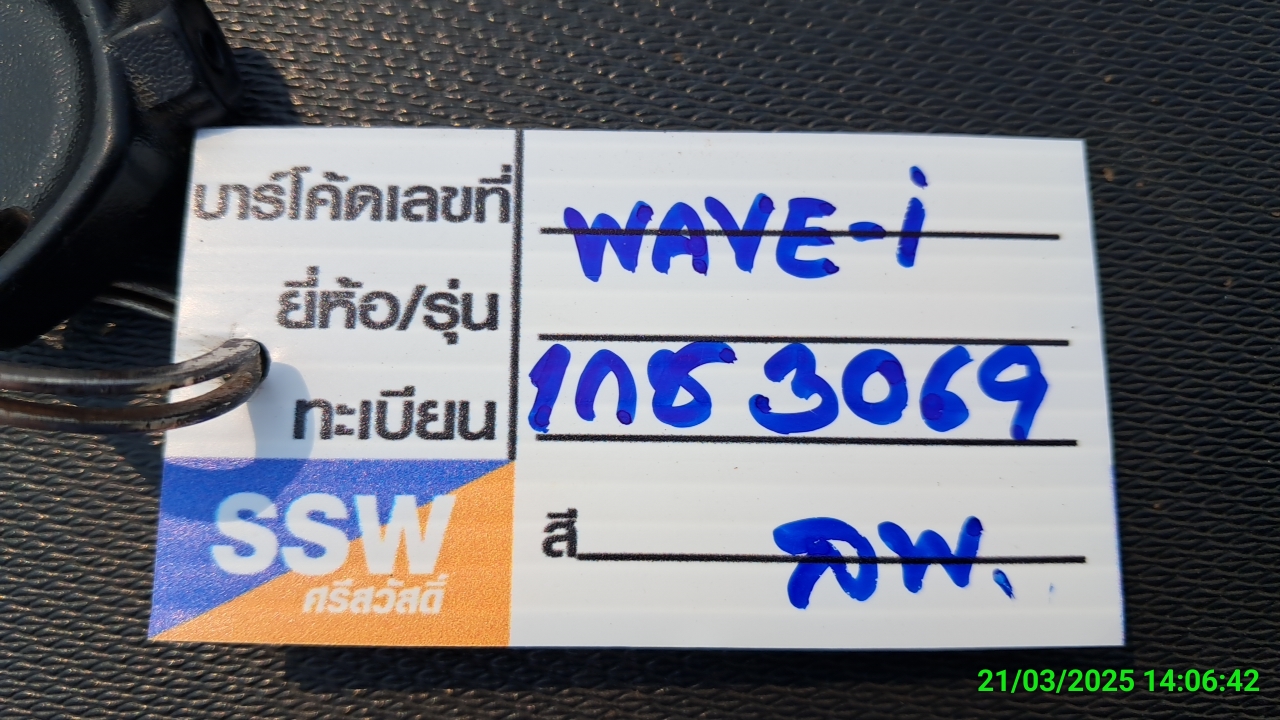 บาร์โค้ดเลขที่ WAVE-i
ยี่ห้อ/รุ่น
ทะเบียน 1กช 3069
SSW
ศรีสวัสดิ์
สี ลพ.
21/03/2025 14:06:42